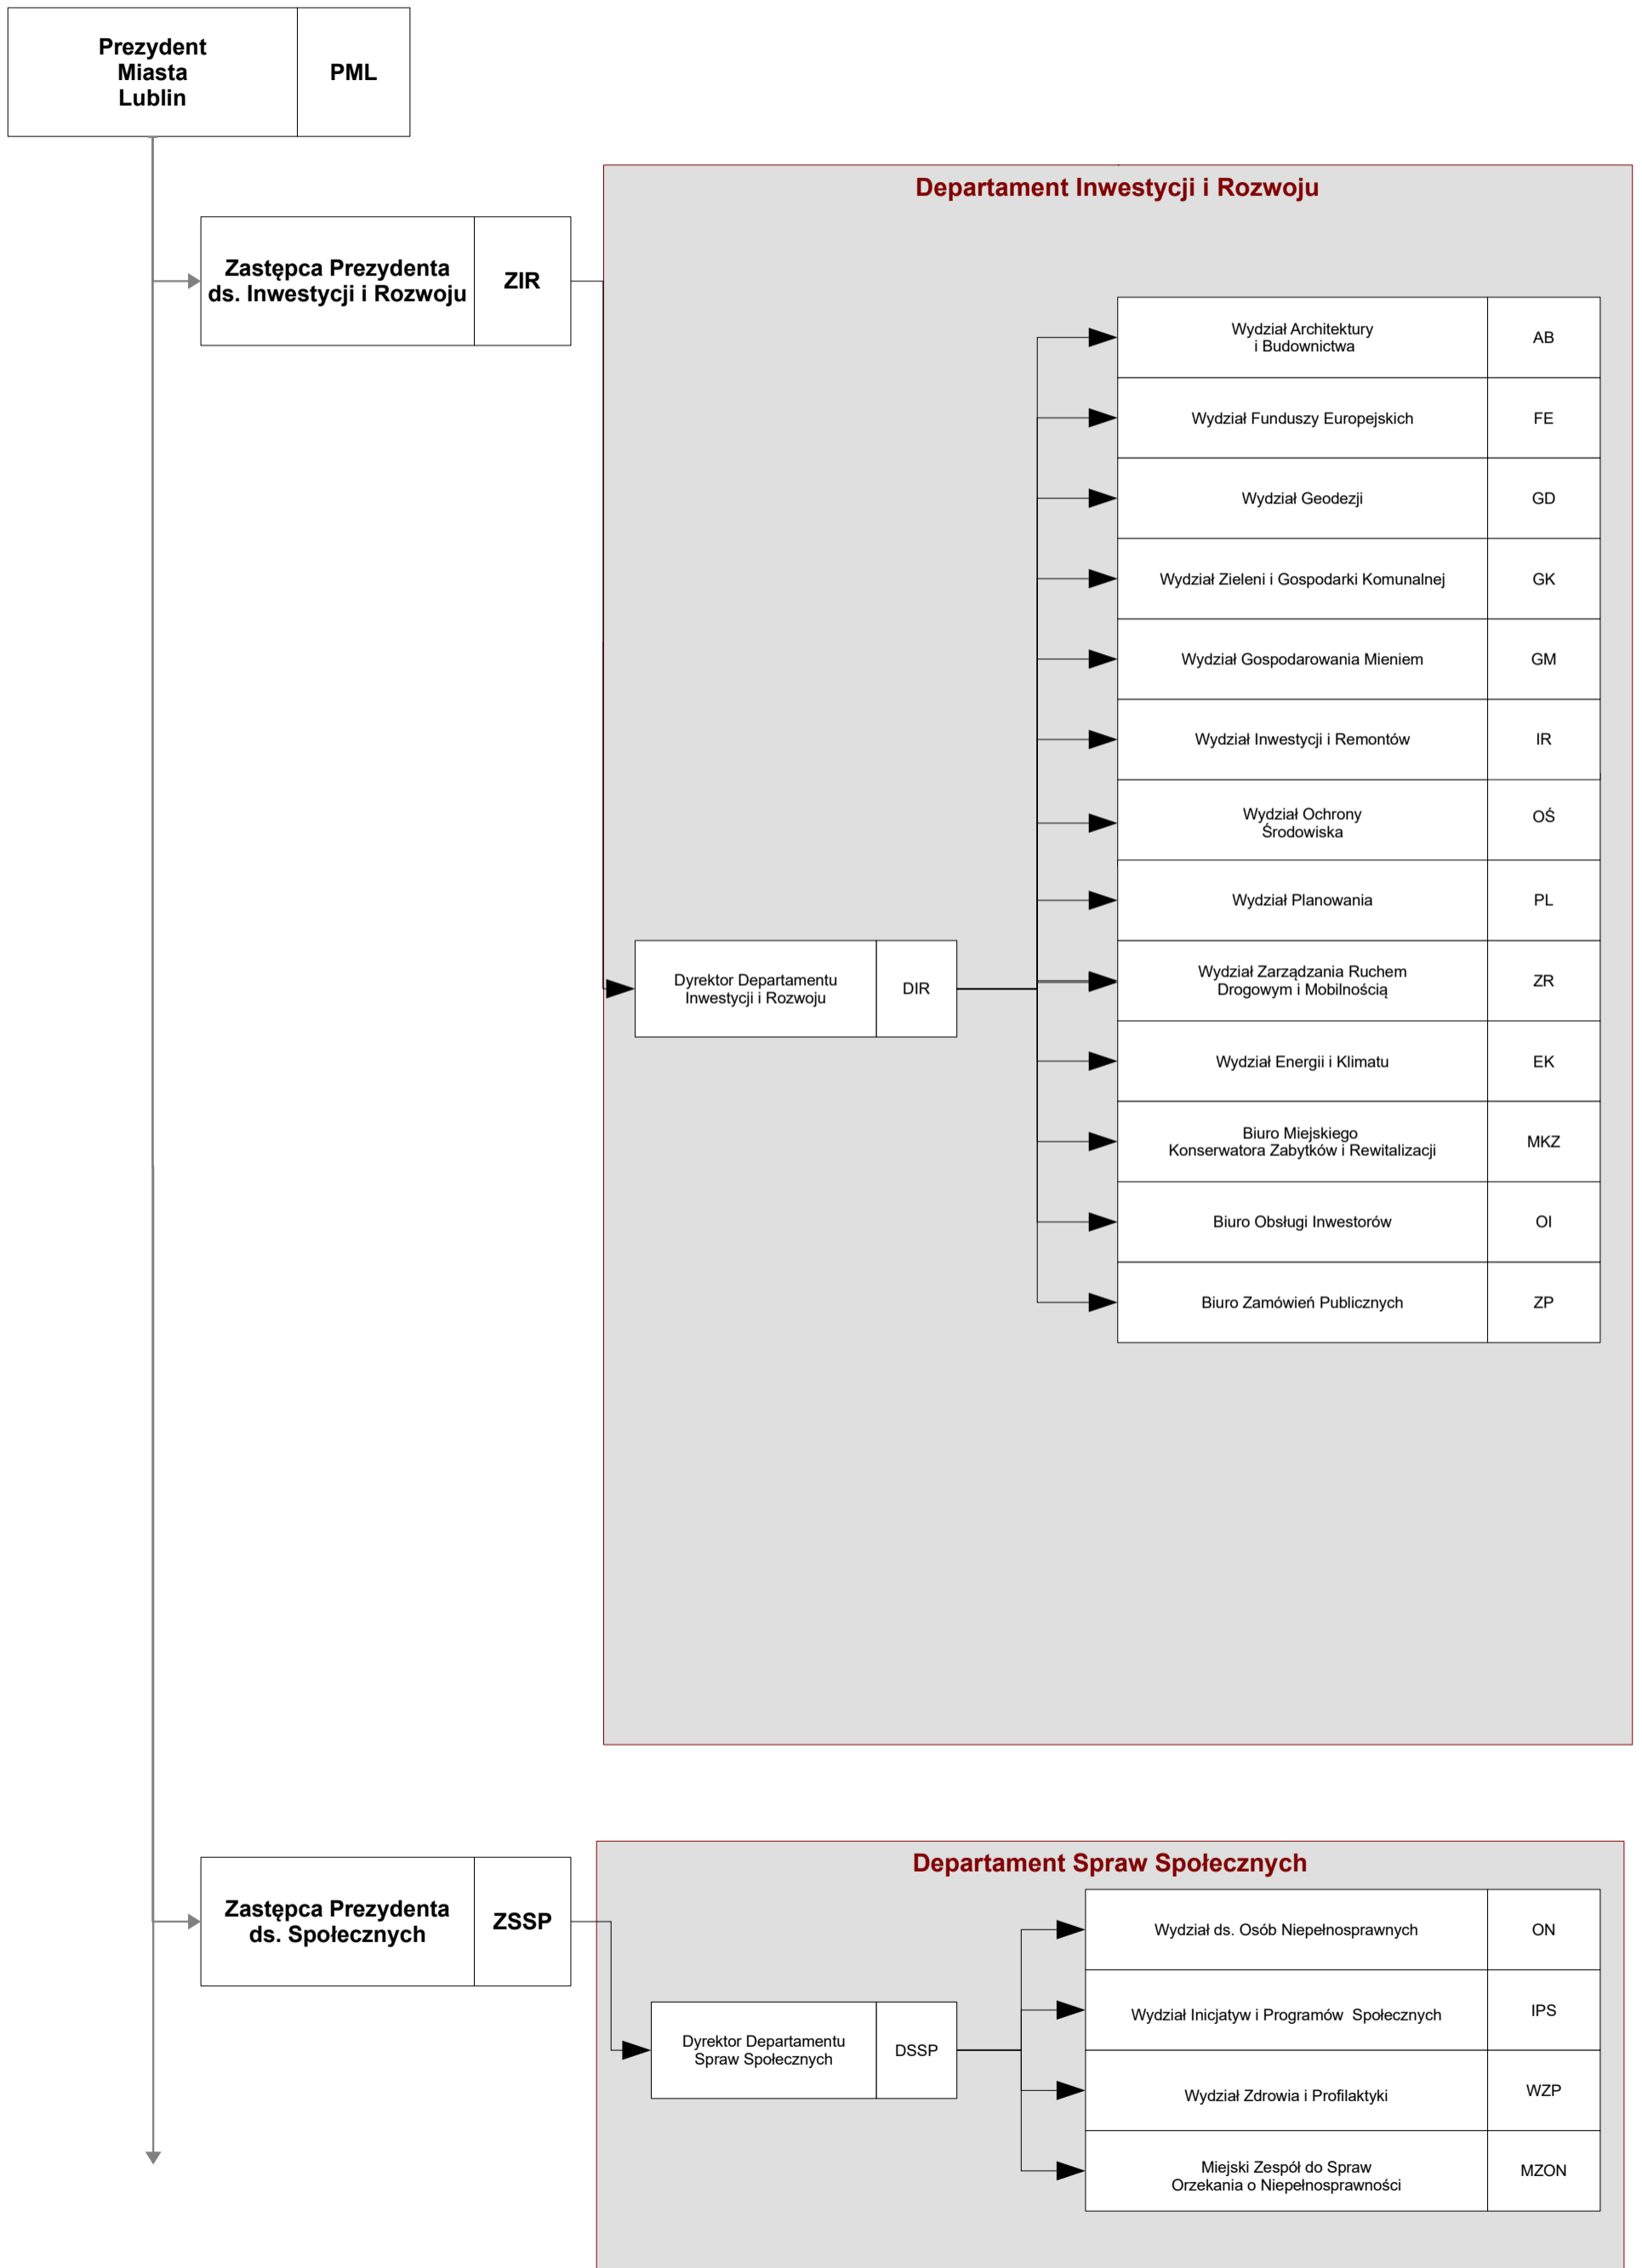 Prezydent
Miasta
Lublin
PML
Departament Inwestycji i Rozwoju
Zastępca Prezydenta
ds. Inwestycji i Rozwoju
ZIR
Wydział Architektury
i Budownictwa
AB
Wydział Funduszy Europejskich
FE
Wydział Geodezji
GD
Wydział Zieleni i Gospodarki Komunalnej
GK
Wydział Gospodarowania Mieniem
GM
Wydział Inwestycji i Remontów
IR
Wydział Ochrony
Środowiska
OŚ
Wydział Planowania
PL
Dyrektor Departamentu
Inwestycji i Rozwoju
DIR
Wydział Zarządzania Ruchem
Drogowym i Mobilnością
ZR
Wydział Energii i Klimatu
EK
Biuro Miejskiego
Konserwatora Zabytków i Rewitalizacji
MKZ
Biuro Obsługi Inwestorów
OI
Biuro Zamówień Publicznych
ZP
Departament Spraw Społecznych
Zastępca Prezydenta
ds. Społecznych
ZSSP
Wydział ds. Osób Niepełnosprawnych
ON
Wydział Inicjatyw i Programów  Społecznych
IPS
Dyrektor Departamentu
Spraw Społecznych
DSSP
Wydział Zdrowia i Profilaktyki
WZP
Miejski Zespół do Spraw
Orzekania o Niepełnosprawności
MZON